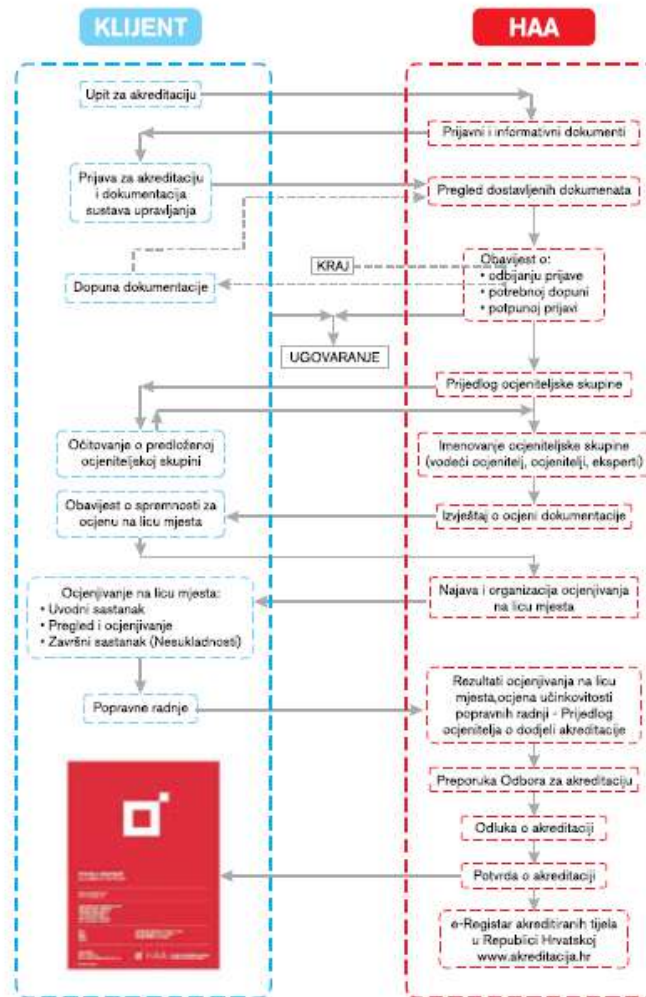 KLIJENT
HAA
Upit za akreditaciju
Prijavni i informativni dokumenti
Prijava za akreditaciju
i dokumentacija
sustava upravljanja
Pregled dostavljenih dokumenata
KRAJ
Obavijest o:
• odbijanju prijave
• potrebnoj dopuni
• potpunoj prijavi
Dopuna dokumentacije
UGOVARANJE
Prijedlog ocjeniteljske skupine
Očitovanje o predloženoj
ocjeniteljskoj skupini
Imenovanje ocjeniteljske skupine
(vodeći ocjenitelj, ocjenitelji, eksperti)
Obavijest o spremnosti za
ocjenu na licu mjesta
Izvještaj o ocjeni dokumentacije
Ocjenjivanje na licu mjesta:
• Uvodni sastanak
• Pregled i ocjenjivanje
• Završni sastanak (Nesukladnosti)
Najava i organizacija ocjenjivanja
na licu mjesta
Popravne radnje
Rezultati ocjenjivanja na licu
mjesta,ocjena učinkovitosti
popravnih radnji - Prijedlog
ocjenitelja o dodjeli akreditacije
Preporuka Odbora za akreditaciju
Odluka o akreditaciji
Potvrda o akreditaciji
e-Registar akreditiranih tijela
u Republici Hrvatskoj
www.akreditacija.hr